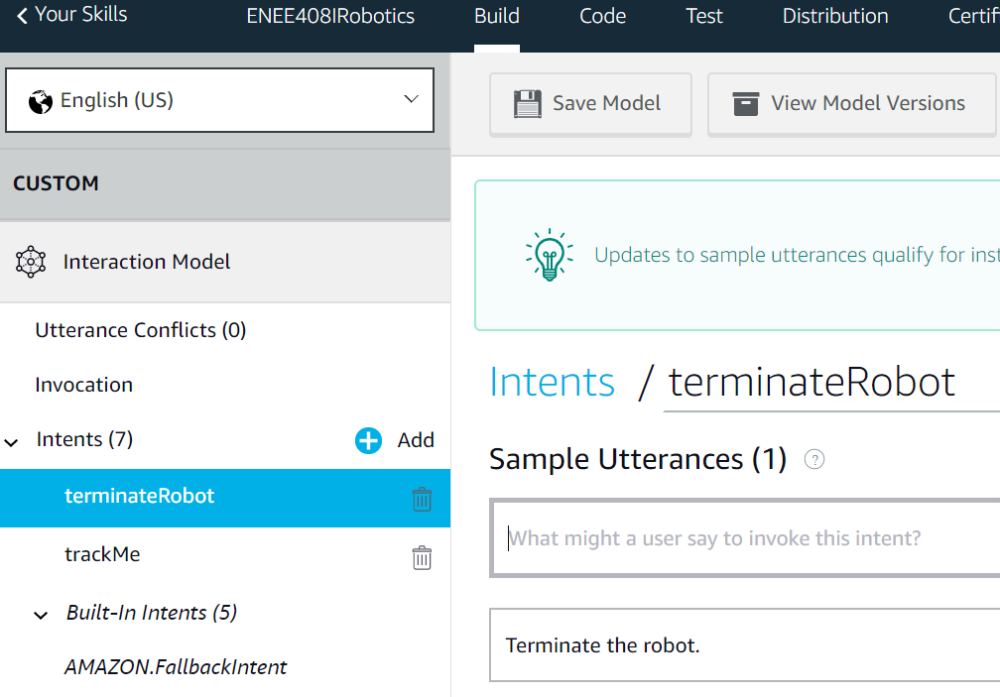 Your Skills
ENEE408IRobotics
Build
Code
Test
Distribution
Certif
English (US)
Save Model
View Model Versions
CUSTOM
Interaction Model
Updates to sample utterances qualify for inst
Utterance Conflicts (0)
Invocation
Intents (7)
Add
terminateRobot
trackMe
Built-In Intents (5)
AMAZON.FallbackIntent
Intents / terminateRobot
Sample Utterances (1) ?
What might a user say to invoke this intent?
Terminate the robot.